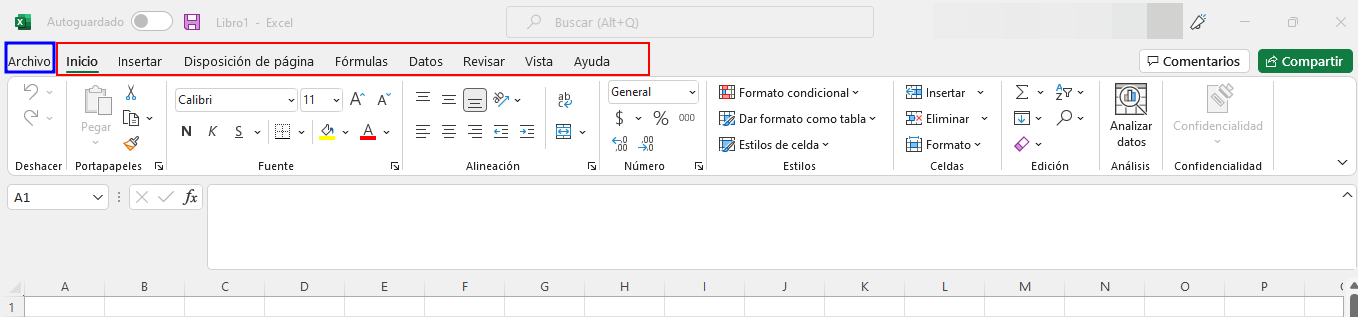 Autoguardado Libro1 - Excel Buscar (Alt+Q)
Archivo Inicio Insertar Disposición de página Fórmulas Datos Revisar Vista Ayuda Comentarios Compartir
Calibri 11 ab General Formato condicional Insertar
Pegar N K S A $ % 000 Dar formato como tabla Eliminar Analizar datos Confidencialidad
Estilos de celda Formato
Deshacer Portapapeles Fuente Alineación Número Estilos Celdas Edición Análisis Confidencialidad
A1 fx
A B C D E F G H I J K L M N O P
1